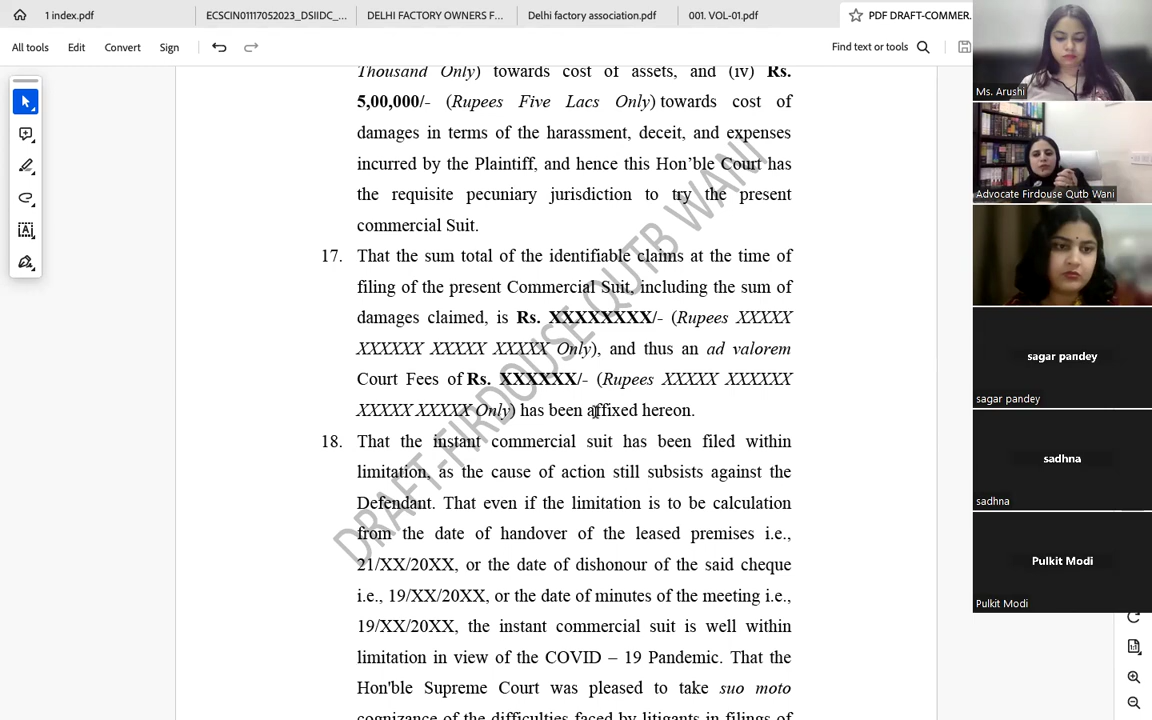 1 index.pdf
ECSCIN01117052023_DSIIDC_...
DELHI FACTORY OWNERS F...
Delhi factory association.pdf
001. VOL-01.pdf
PDF DRAFT-COMMER.
All tools
Edit
Convert
Sign
Find text or tools
Thousand Only) towards cost of assets, and (iv) Rs.
5,00,000/- (Rupees Five Lacs Only) towards cost of
damages in terms of the harassment, deceit, and expenses
incurred by the Plaintiff, and hence this Hon’ble Court has
the requisite pecuniary jurisdiction to try the present
commercial Suit.
17. That the sum total of the identifiable claims at the time of
filing of the present Commercial Suit, including the sum of
damages claimed, is Rs. XXXXXXXX/- (Rupees XXXXX
XXXXXX XXXXX XXXXX Only), and thus an ad valorem
Court Fees of Rs. XXXXXX/- (Rupees XXXXX XXXXXX
XXXXX XXXXX Only) has been affixed hereon.
18. That the instant commercial suit has been filed within
limitation, as the cause of action still subsists against the
Defendant. That even if the limitation is to be calculation
from the date of handover of the leased premises i.e.,
21/XX/20XX, or the date of dishonour of the said cheque
i.e., 19/XX/20XX, or the date of minutes of the meeting i.e.,
19/XX/20XX, the instant commercial suit is well within
limitation in view of the COVID – 19 Pandemic. That the
Hon'ble Supreme Court was pleased to take suo moto
cognizance of the difficulties faced by litigants in filings of
DRAFT-FIRDOUSE QUTB WANI
Ms. Arushi
Advocate Firdouse Qutb Wani
sagar pandey
sagar pandey
sadhna
sadhna
Pulkit Modi
Pulkit Modi